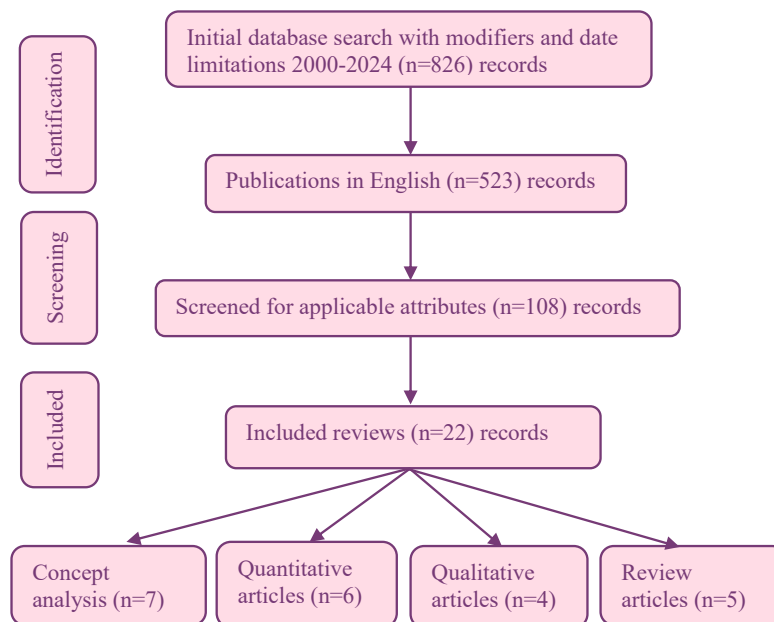 Identification
Initial database search with modifiers and date
limitations 2000-2024 (n=826) records
Publications in English (n=523) records
Screening
Screened for applicable attributes (n=108) records
Included
Included reviews (n=22) records
Concept
analysis (n=7)
Quantitative
articles (n=6)
Qualitative
articles (n=4)
Review
articles (n=5)